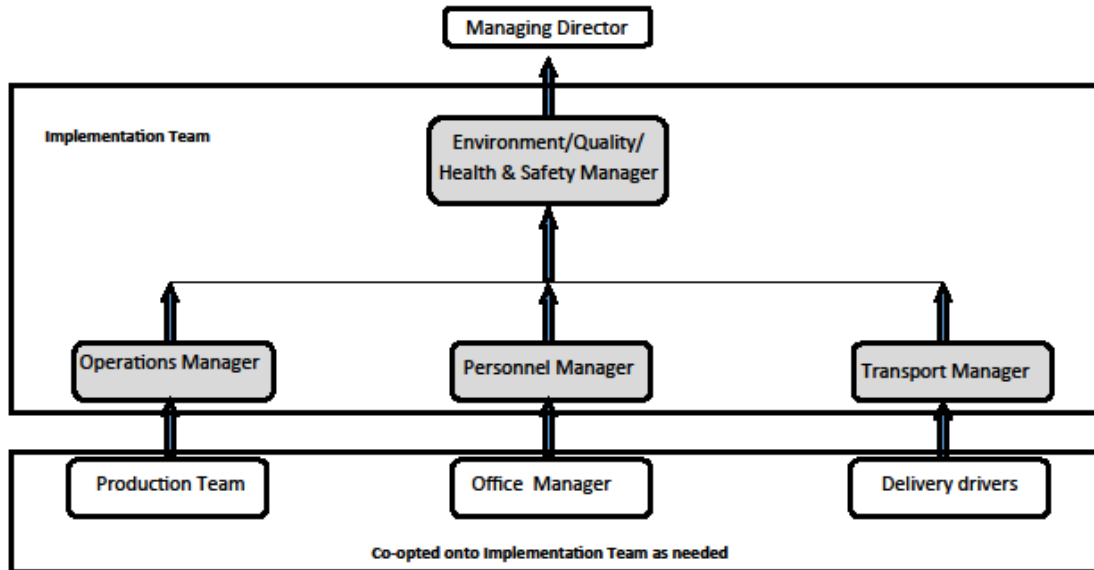 Managing Director
Implementation Team
Environment/Quality/
Health & Safety Manager
Operations Manager
Personnel Manager
Transport Manager
Production Team
Office Manager
Delivery drivers
Co-opted onto Implementation Team as needed